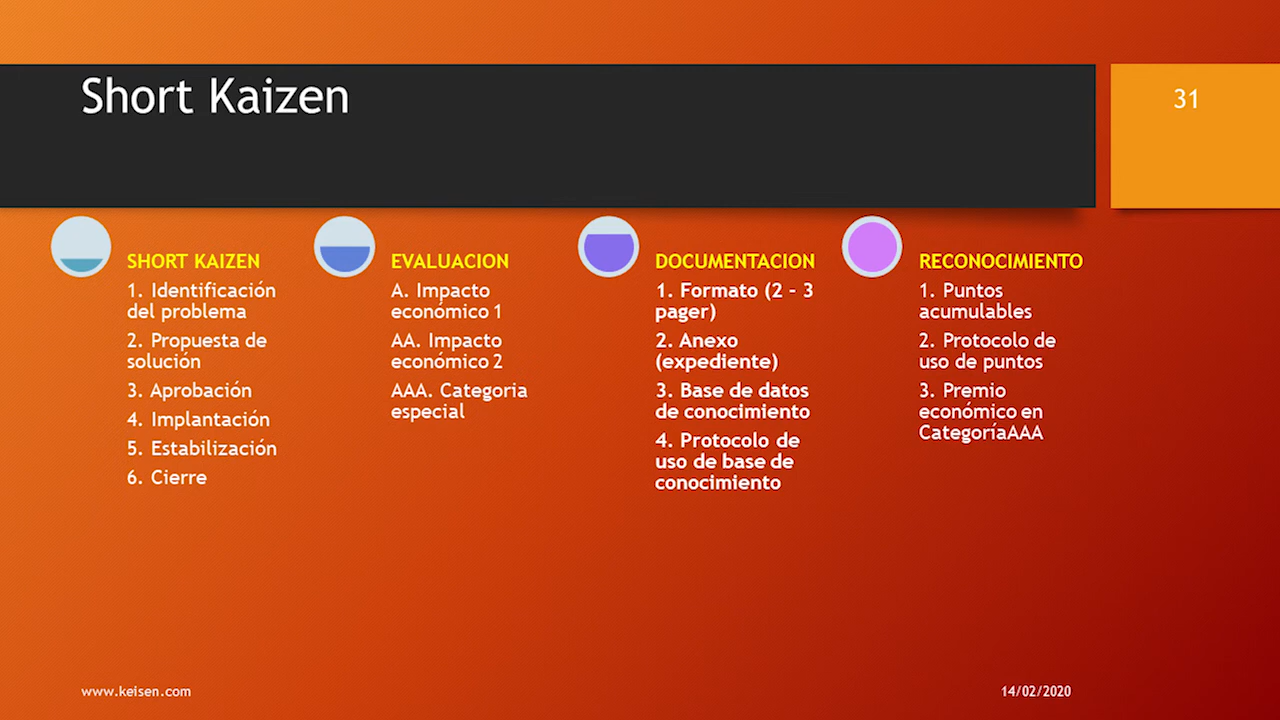 Short Kaizen
31
SHORT KAIZEN
1. Identificación
del problema
2. Propuesta de
solución
3. Aprobación
4. Implantación
5. Estabilización
6. Cierre
EVALUACION
A. Impacto
económico 1
AA. Impacto
económico 2
AAA. Categoria
especial
DOCUMENTACION
1. Formato (2 - 3
pager)
2. Anexo
(expediente)
3. Base de datos
de conocimiento
4. Protocolo de
uso de base de
conocimiento
RECONOCIMIENTO
1. Puntos
acumulables
2. Protocolo de
uso de puntos
3. Premio
económico en
CategoríaAAA
www.keisen.com
14/02/2020